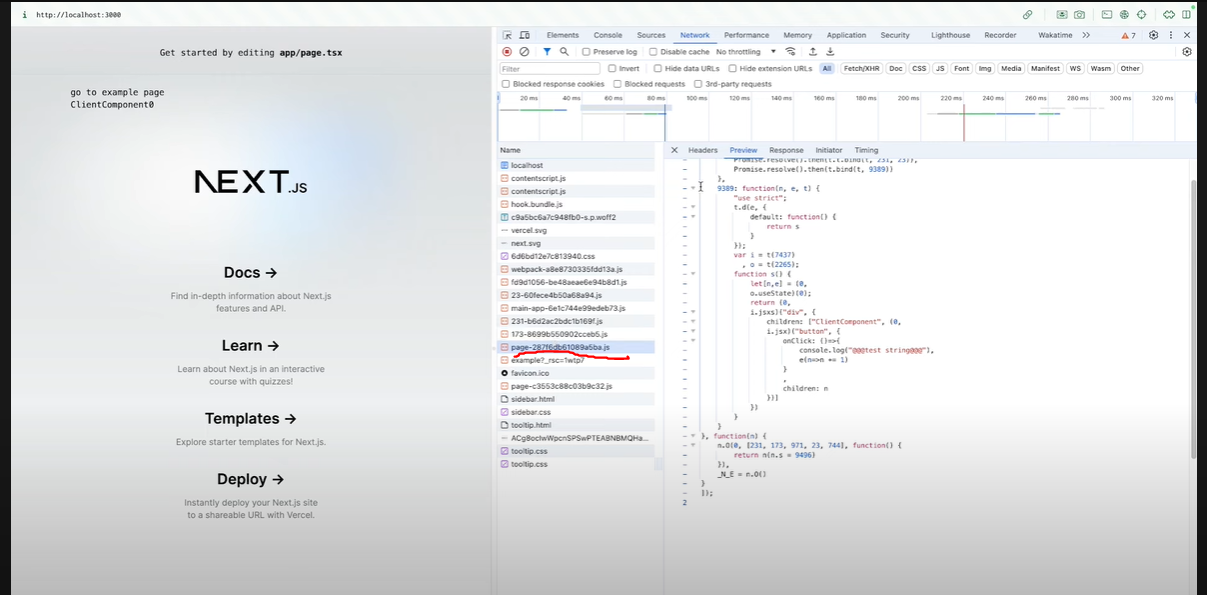 http://localhost:3000
Get started by editing app/page.tsx
go to example page
ClientComponent0
NEXT.JS
Docs →
Find in-depth information about Next.js
features and API.
Learn →
Learn about Next.js in an interactive
course with quizzes!
Templates →
Explore starter templates for Next.js.
Deploy →
Instantly deploy your Next.js site
to a shareable URL with Vercel.
Elements Console Sources Network Performance Memory Application Security Lighthouse Recorder Wakatime 7
Preserve log Disable cache No throttling
Filter Invert Hide data URLs Hide extension URLs All Fetch/XHR Doc CSS JS Font Img Media Manifest WS Wasm Other
Blocked response cookies Blocked requests 3rd-party requests
20 ms 40 ms 60 ms 80 ms 100 ms 120 ms 140 ms 160 ms 180 ms 200 ms 220 ms 240 ms 260 ms 280 ms 300 ms 320 ms
Name
localhost
contentscript.js
contentscript.js
hook.bundle.js
c9a5bc6a7c948fb0-s.p.woff2
vercel.svg
next.svg
6d6bd12e7c813940.css
webpack-a8e8730335fdd13a.js
fd9d1056-be48aeae6e94b8d1.js
23-60fece4b50a68a94.js
main-app-6e1c744e99edeb73.js
231-b6d2ac2bdc1b169f.js
173-8699b550902cceb5.js
page-287f6db61089a5ba.js
example?_rsc=1wtp7
favicon.ico
page-c3553c88c03b9c32.js
sidebar.html
sidebar.css
tooltip.html
tooltip.css
tooltip.css
Headers Preview Response Initiator Timing
Promise.resolve().then(t.t.bind(t, 231, 23)),
Promise.resolve().then(t.bind(t, 9389))
},
9389: function(n, e, t) {
"use strict";
t.d(e, {
default: function() {
return s
}
});
var i = t(7437)
, o = t(2265);
function s() {
let[n,e] = (0,
o.useState)(0);
return (0,
i.jsxs)("div", {
children: ["ClientComponent", (0,
i.jsx)("button", {
onClick: ()=>{
console.log("@@@test string@@@"),
e(n=>n += 1)
}
,
children: n
})]
})
}
}
}, function(n) {
n.O(0, [231, 173, 971, 23, 744], function() {
return n(n.s = 9496)
}),
_N_E = n.O()
}
]);
2